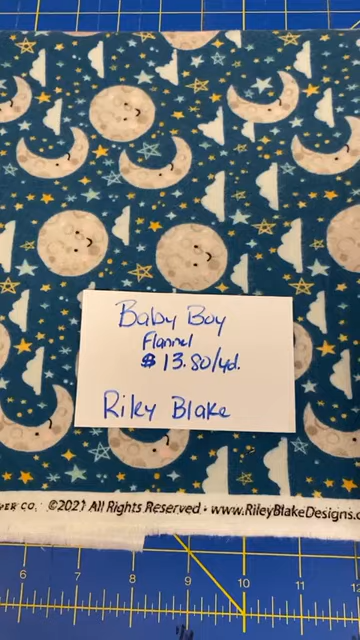 Baby Boy
Flannel
$13.80/yd.
Riley Blake
PER CO. ©2021 All Rights Reserved • www.RileyBlakeDesigns.c
6 7 8 9 10 11 12